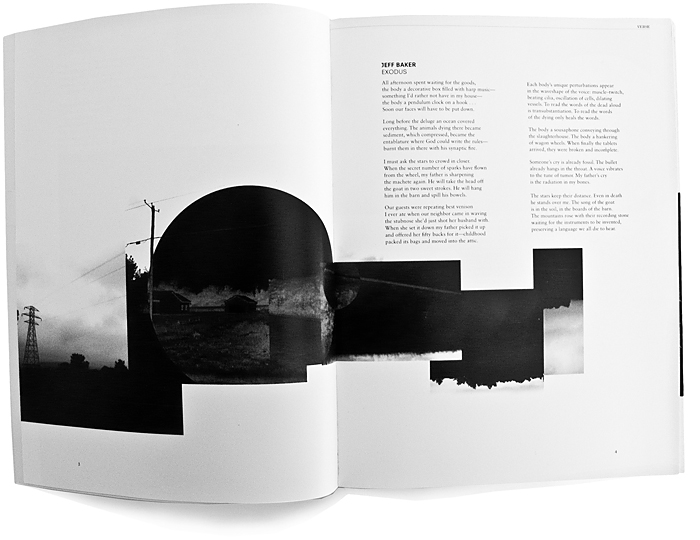 JEFF BAKER
EXODUS
All afternoon spent waiting for the goods,
the body a decorative box filled with harp music—
something I'd rather not have in my house—
the body a pendulum clock on a hook . . .
Soon our faces will have to be put down.
Long before the deluge an ocean covered
everything. The animals dying there became
sediment, which compressed, became the
entablature where God could write the rules—
burnt them in there with his synaptic fire.
I must ask the stars to crowd in closer.
When the secret number of sparks have flown
from the wheel, my father is sharpening
the machete again. He will take the head off
the goat in two sweet strokes. He will hang
him in the barn and spill his bowels.
Our guests were repeating best venison
I ever ate when our neighbor came in waving
the snubnose she'd just shot her husband with.
When she set it down my father picked it up
and offered her fifty bucks for it—childhood
packed its bags and moved into the attic.
Each body's unique perturbations appear
in the waveshape of the voice: muscle-twitch,
beating cilia, oscillation of cells, dilating
vessels. To read the words of the dead aloud
is transubstantiation. To read the words
of the dying only heals the words.
The body a sousaphone convoying through
the slaughterhouse. The body a hankering
of wagon wheels. When finally the tablets
arrived, they were broken and incomplete.
Someone's cry is already fossil. The bullet
already hangs in the throat. A voice vibrates
to the tune of tumor. My father's cry
is the radiation in my bones.
The stars keep their distance. Even in death
he stands over me. The song of the goat
is in the soil, in the boards of the barn.
The mountains rose with their recording stone
waiting for the instruments to be invented,
preserving a language we all die to hear.